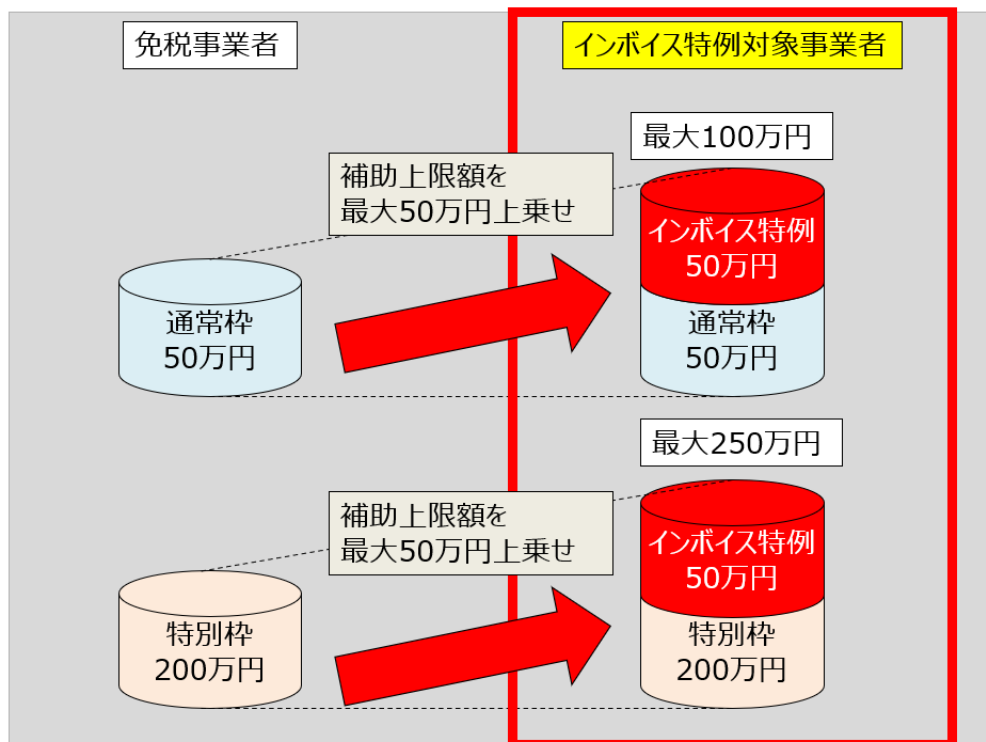 免税事業者
インボイス特例対象事業者
最大100万円
補助上限額を
最大50万円上乗せ
インボイス特例
50万円
通常枠
50万円
通常枠
50万円
最大250万円
補助上限額を
最大50万円上乗せ
インボイス特例
50万円
特別枠
200万円
特別枠
200万円